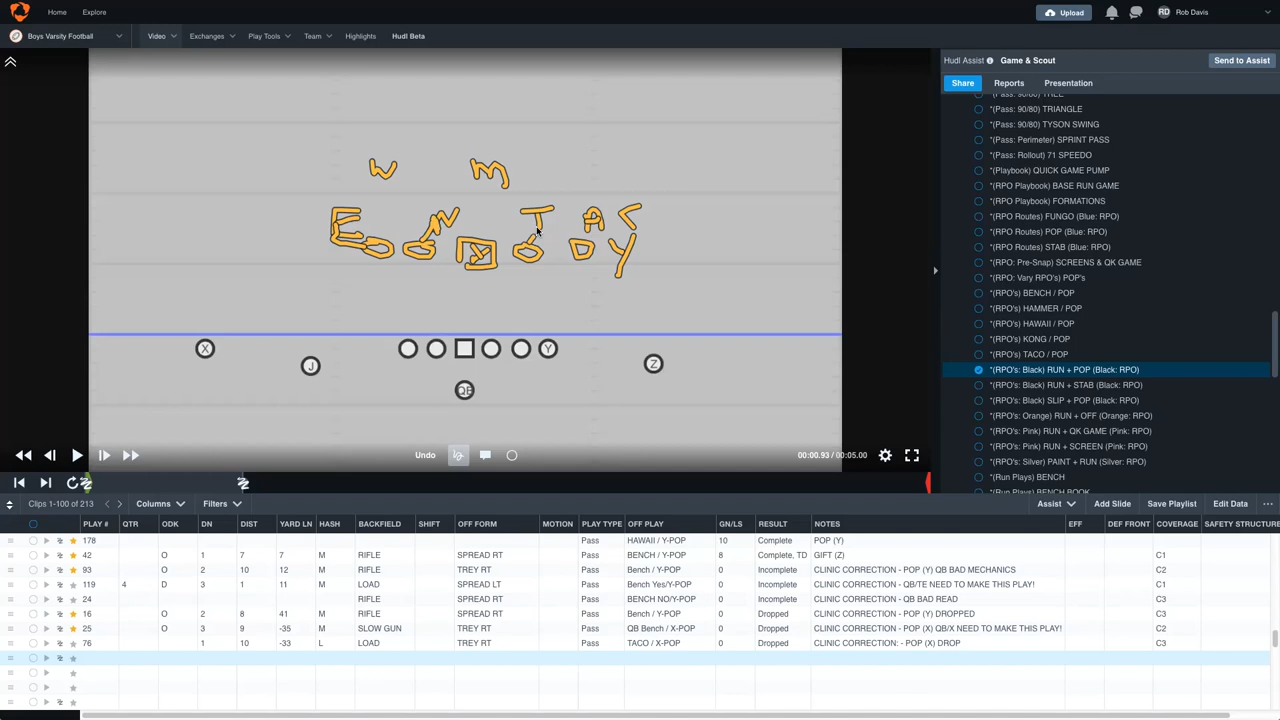 Home Explore Upload RD Rob Davis
Boys Varsity Football Video Exchanges Play Tools Team Highlights Hudl Beta
Hudl Assist Game & Scout Send to Assist
Share Reports Presentation
*(Pass: 90/80) TREE
*(Pass: 90/80) TRIANGLE
*(Pass: 90/80) TYSON SWING
*(Pass: Perimeter) SPRINT PASS
*(Pass: Rollout) 71 SPEEDO
*(Playbook) QUICK GAME PUMP
*(RPO Playbook) BASE RUN GAME
*(RPO Playbook) FORMATIONS
*(RPO Routes) FUNGO (Blue: RPO)
*(RPO Routes) POP (Blue: RPO)
*(RPO Routes) STAB (Blue: RPO)
*(RPO: Pre-Snap) SCREENS & QK GAME
*(RPO: Vary RPO's) POP's
*(RPO's) BENCH / POP
*(RPO's) HAMMER / POP
*(RPO's) HAWAII / POP
*(RPO's) KONG / POP
*(RPO's) TACO / POP
*(RPO's: Black) RUN + POP (Black: RPO)
*(RPO's: Black) RUN + STAB (Black: RPO)
*(RPO's: Black) SLIP + POP (Black: RPO)
*(RPO's: Orange) RUN + OFF (Orange: RPO)
*(RPO's: Pink) RUN + QK GAME (Pink: RPO)
*(RPO's: Pink) RUN + SCREEN (Pink: RPO)
*(RPO's: Silver) PAINT + RUN (Silver: RPO)
*(Run Plays) BENCH
*(Run Plays) BENCH BOOK
W M
E N T A C
Y
X J Y Z
QB
Undo 00:00.93 / 00:05.00
Clips 1-100 of 213 Columns Filters Assist Add Slide Save Playlist Edit Data
PLAY # QTR ODK DN DIST YARD LN HASH BACKFIELD SHIFT OFF FORM MOTION PLAY TYPE OFF PLAY GN/LS RESULT NOTES EFF DEF FRONT COVERAGE SAFETY STRUCTURE
178 Pass HAWAII / Y-POP 10 Complete POP (Y)
42 O 1 7 7 M RIFLE SPREAD RT Pass BENCH / Y-POP 8 Complete, TD GIFT (Z) C1
93 O 2 10 12 M RIFLE TREY RT Pass Bench / Y-POP 0 Incomplete CLINIC CORRECTION - POP (Y) QB BAD MECHANICS C2
119 4 D 3 1 11 M LOAD SPREAD LT Pass Bench Yes/Y-POP 0 Incomplete CLINIC CORRECTION - QB/TE NEED TO MAKE THIS PLAY! C1
24 RIFLE SPREAD RT Pass BENCH NO/Y-POP 0 Incomplete CLINIC CORRECTION - QB BAD READ C3
16 O 2 8 41 M RIFLE SPREAD RT Pass Bench / Y-POP 0 Dropped CLINIC CORRECTION - POP (Y) DROPPED C3
25 O 3 9 -35 M SLOW GUN TREY RT Pass QB Bench / X-POP 0 Dropped CLINIC CORRECTION - POP (X) QB/X NEED TO MAKE THIS PLAY! C2
76 1 10 -33 L LOAD TREY RT Pass TACO / X-POP 0 Dropped CLINIC CORRECTION: - POP (X) DROP C3